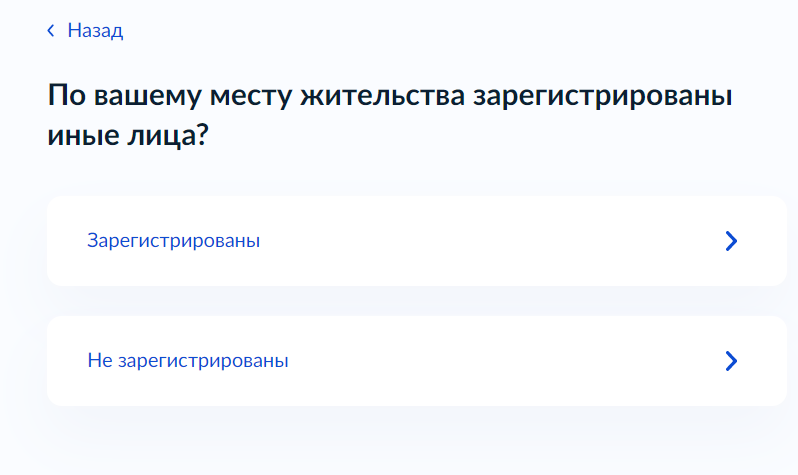 Назад
По вашему месту жительства зарегистрированы
иные лица?
Зарегистрированы
Не зарегистрированы